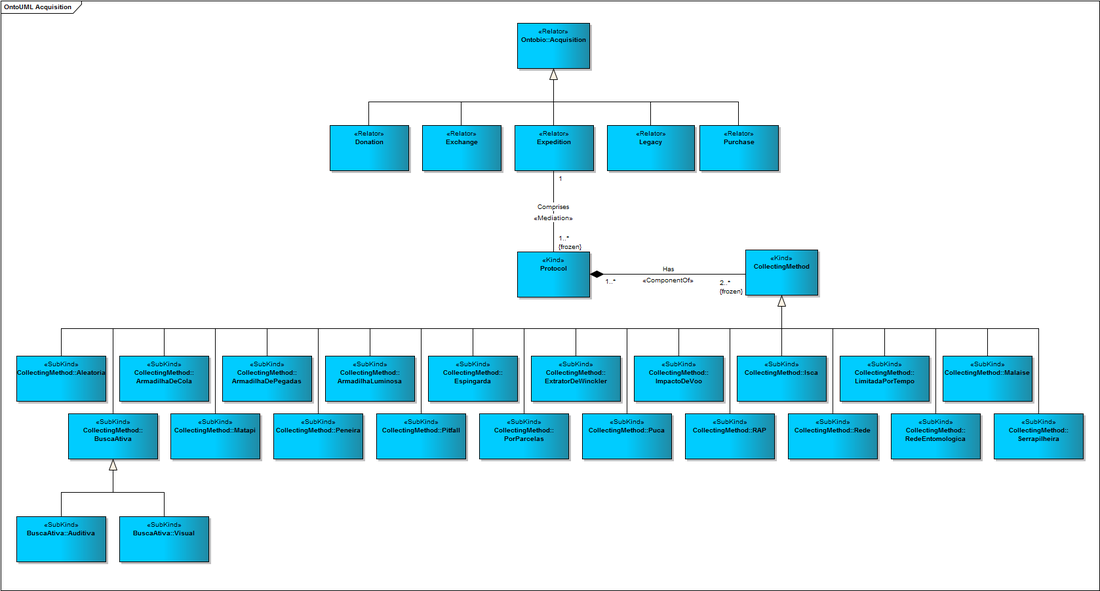 OntoUML Acquisition
«Relator»
Ontobio::Acquisition
«Relator»
Donation
«Relator»
Exchange
«Relator»
Expedition
«Relator»
Legacy
«Relator»
Purchase
1
Comprises
«Mediation»
1..*
{frozen}
«Kind»
Protocol
1..*
Has
«ComponentOf»
2..*
{frozen}
«Kind»
CollectingMethod
«SubKind»
CollectingMethod::Aleatoria
«SubKind»
CollectingMethod::
ArmadilhaDeCola
«SubKind»
CollectingMethod::
ArmadilhaDePegadas
«SubKind»
CollectingMethod::
ArmadilhaLuminosa
«SubKind»
CollectingMethod::
Espingarda
«SubKind»
CollectingMethod::
ExtratorDeWinckler
«SubKind»
CollectingMethod::
ImpactoDeVoo
«SubKind»
CollectingMethod::Isca
«SubKind»
CollectingMethod::
LimitadaPorTempo
«SubKind»
CollectingMethod::Malaise
«SubKind»
CollectingMethod::
BuscaAtiva
«SubKind»
CollectingMethod::Matapi
«SubKind»
CollectingMethod::Peneira
«SubKind»
CollectingMethod::Pitfall
«SubKind»
CollectingMethod::
PorParcelas
«SubKind»
CollectingMethod::Puca
«SubKind»
CollectingMethod::RAP
«SubKind»
CollectingMethod::Rede
«SubKind»
CollectingMethod::
RedeEntomologica
«SubKind»
CollectingMethod::
Serrapilheira
«SubKind»
BuscaAtiva::Auditiva
«SubKind»
BuscaAtiva::Visual